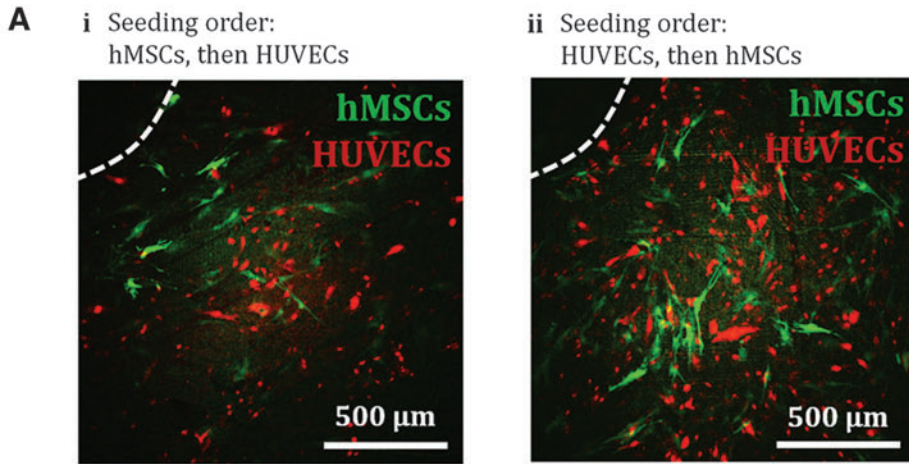 A
i Seeding order:
hMSCs, then HUVECs
hMSCs
HUVECs
500 μm
ii Seeding order:
HUVECs, then hMSCs
hMSCs
HUVECs
500 μm